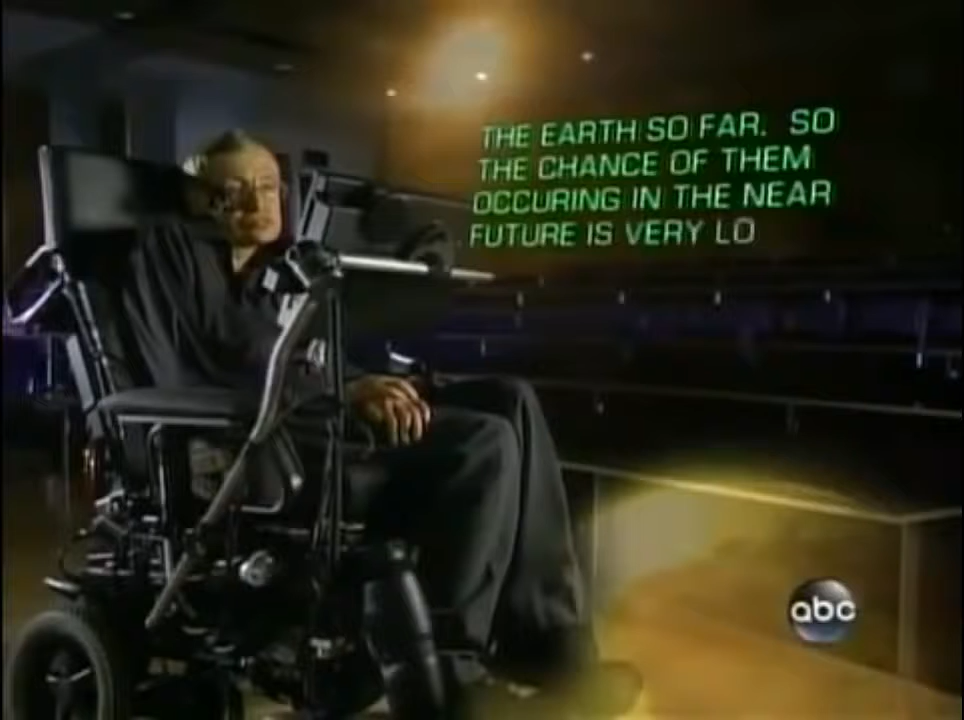 THE EARTH SO FAR. SO
THE CHANCE OF THEM
OCCURING IN THE NEAR
FUTURE IS VERY LO
abc